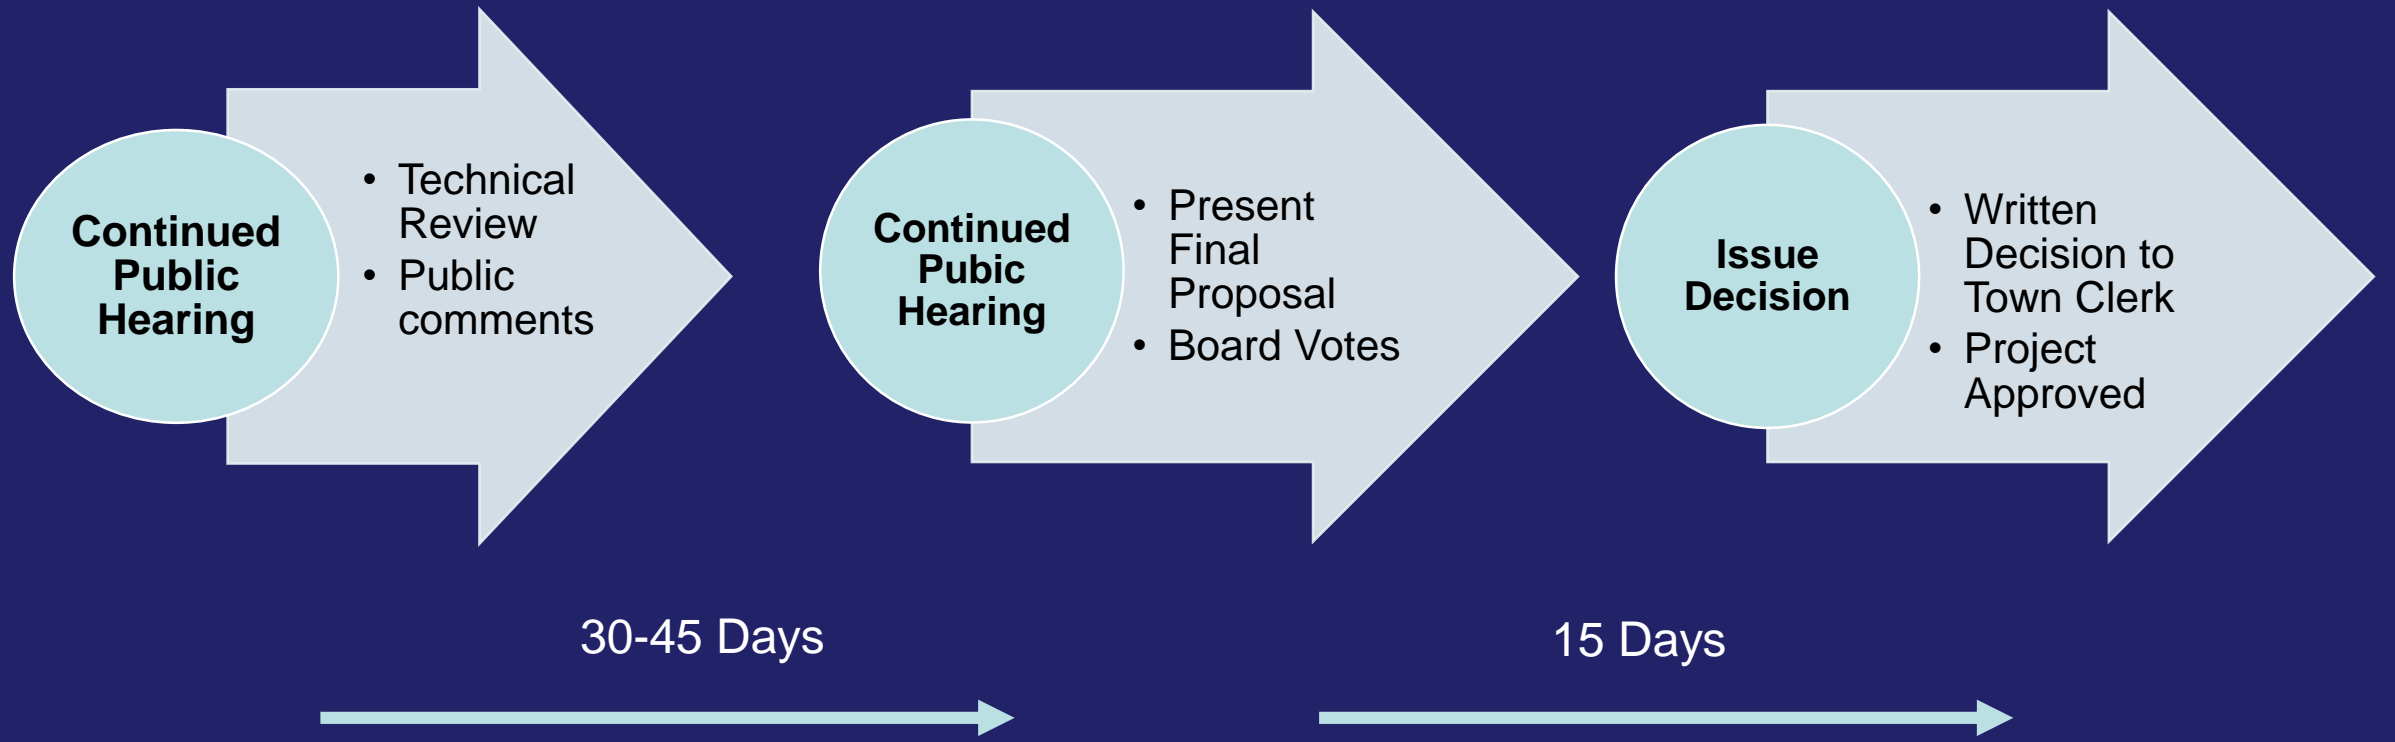 Continued
Public
Hearing
• Technical
Review
• Public
comments
Continued
Pubic
Hearing
• Present
Final
Proposal
• Board Votes
Issue
Decision
• Written
Decision to
Town Clerk
• Project
Approved
30-45 Days
15 Days